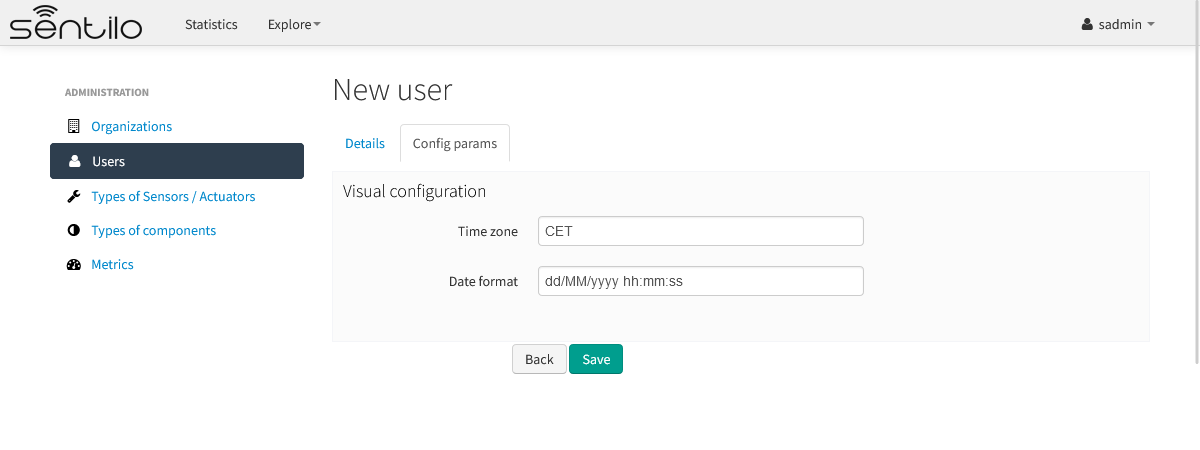 sentilo Statistics Explore sadmin
ADMINISTRATION
Organizations
Users
Types of Sensors / Actuators
Types of components
Metrics
New user
Details Config params
Visual configuration
Time zone CET
Date format dd/MM/yyyy hh:mm:ss
Back Save